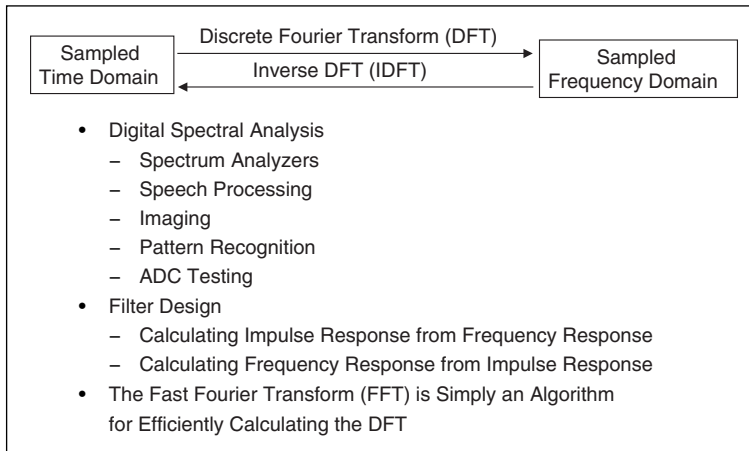 Sampled
Time Domain
Discrete Fourier Transform (DFT)
Inverse DFT (IDFT)
Sampled
Frequency Domain
• Digital Spectral Analysis
– Spectrum Analyzers
– Speech Processing
– Imaging
– Pattern Recognition
– ADC Testing
• Filter Design
– Calculating Impulse Response from Frequency Response
– Calculating Frequency Response from Impulse Response
• The Fast Fourier Transform (FFT) is Simply an Algorithm
for Efficiently Calculating the DFT